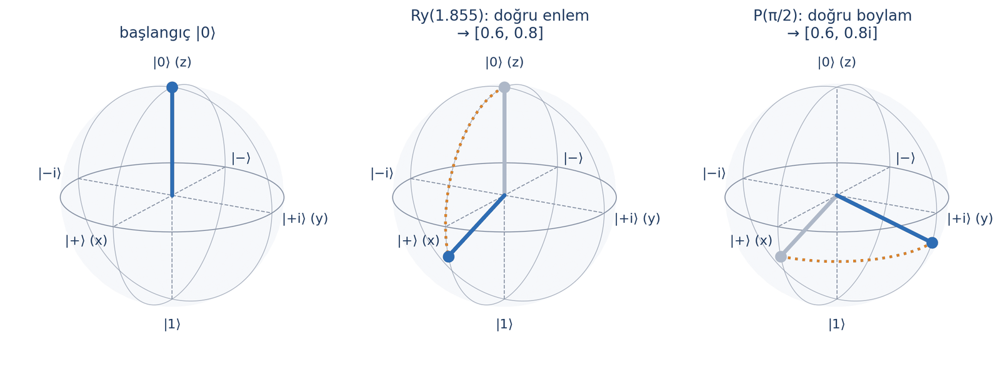 başlangıç |0⟩
|0⟩ (z)
|−⟩
|−i⟩
|+i⟩ (y)
|+⟩ (x)
|1⟩
Ry(1.855): doğru enlem
→ [0.6, 0.8]
|0⟩ (z)
|−⟩
|−i⟩
|+i⟩ (y)
|+⟩ (x)
|1⟩
P(π/2): doğru boylam
→ [0.6, 0.8i]
|0⟩ (z)
|−⟩
|−i⟩
|+i⟩ (y)
|+⟩ (x)
|1⟩